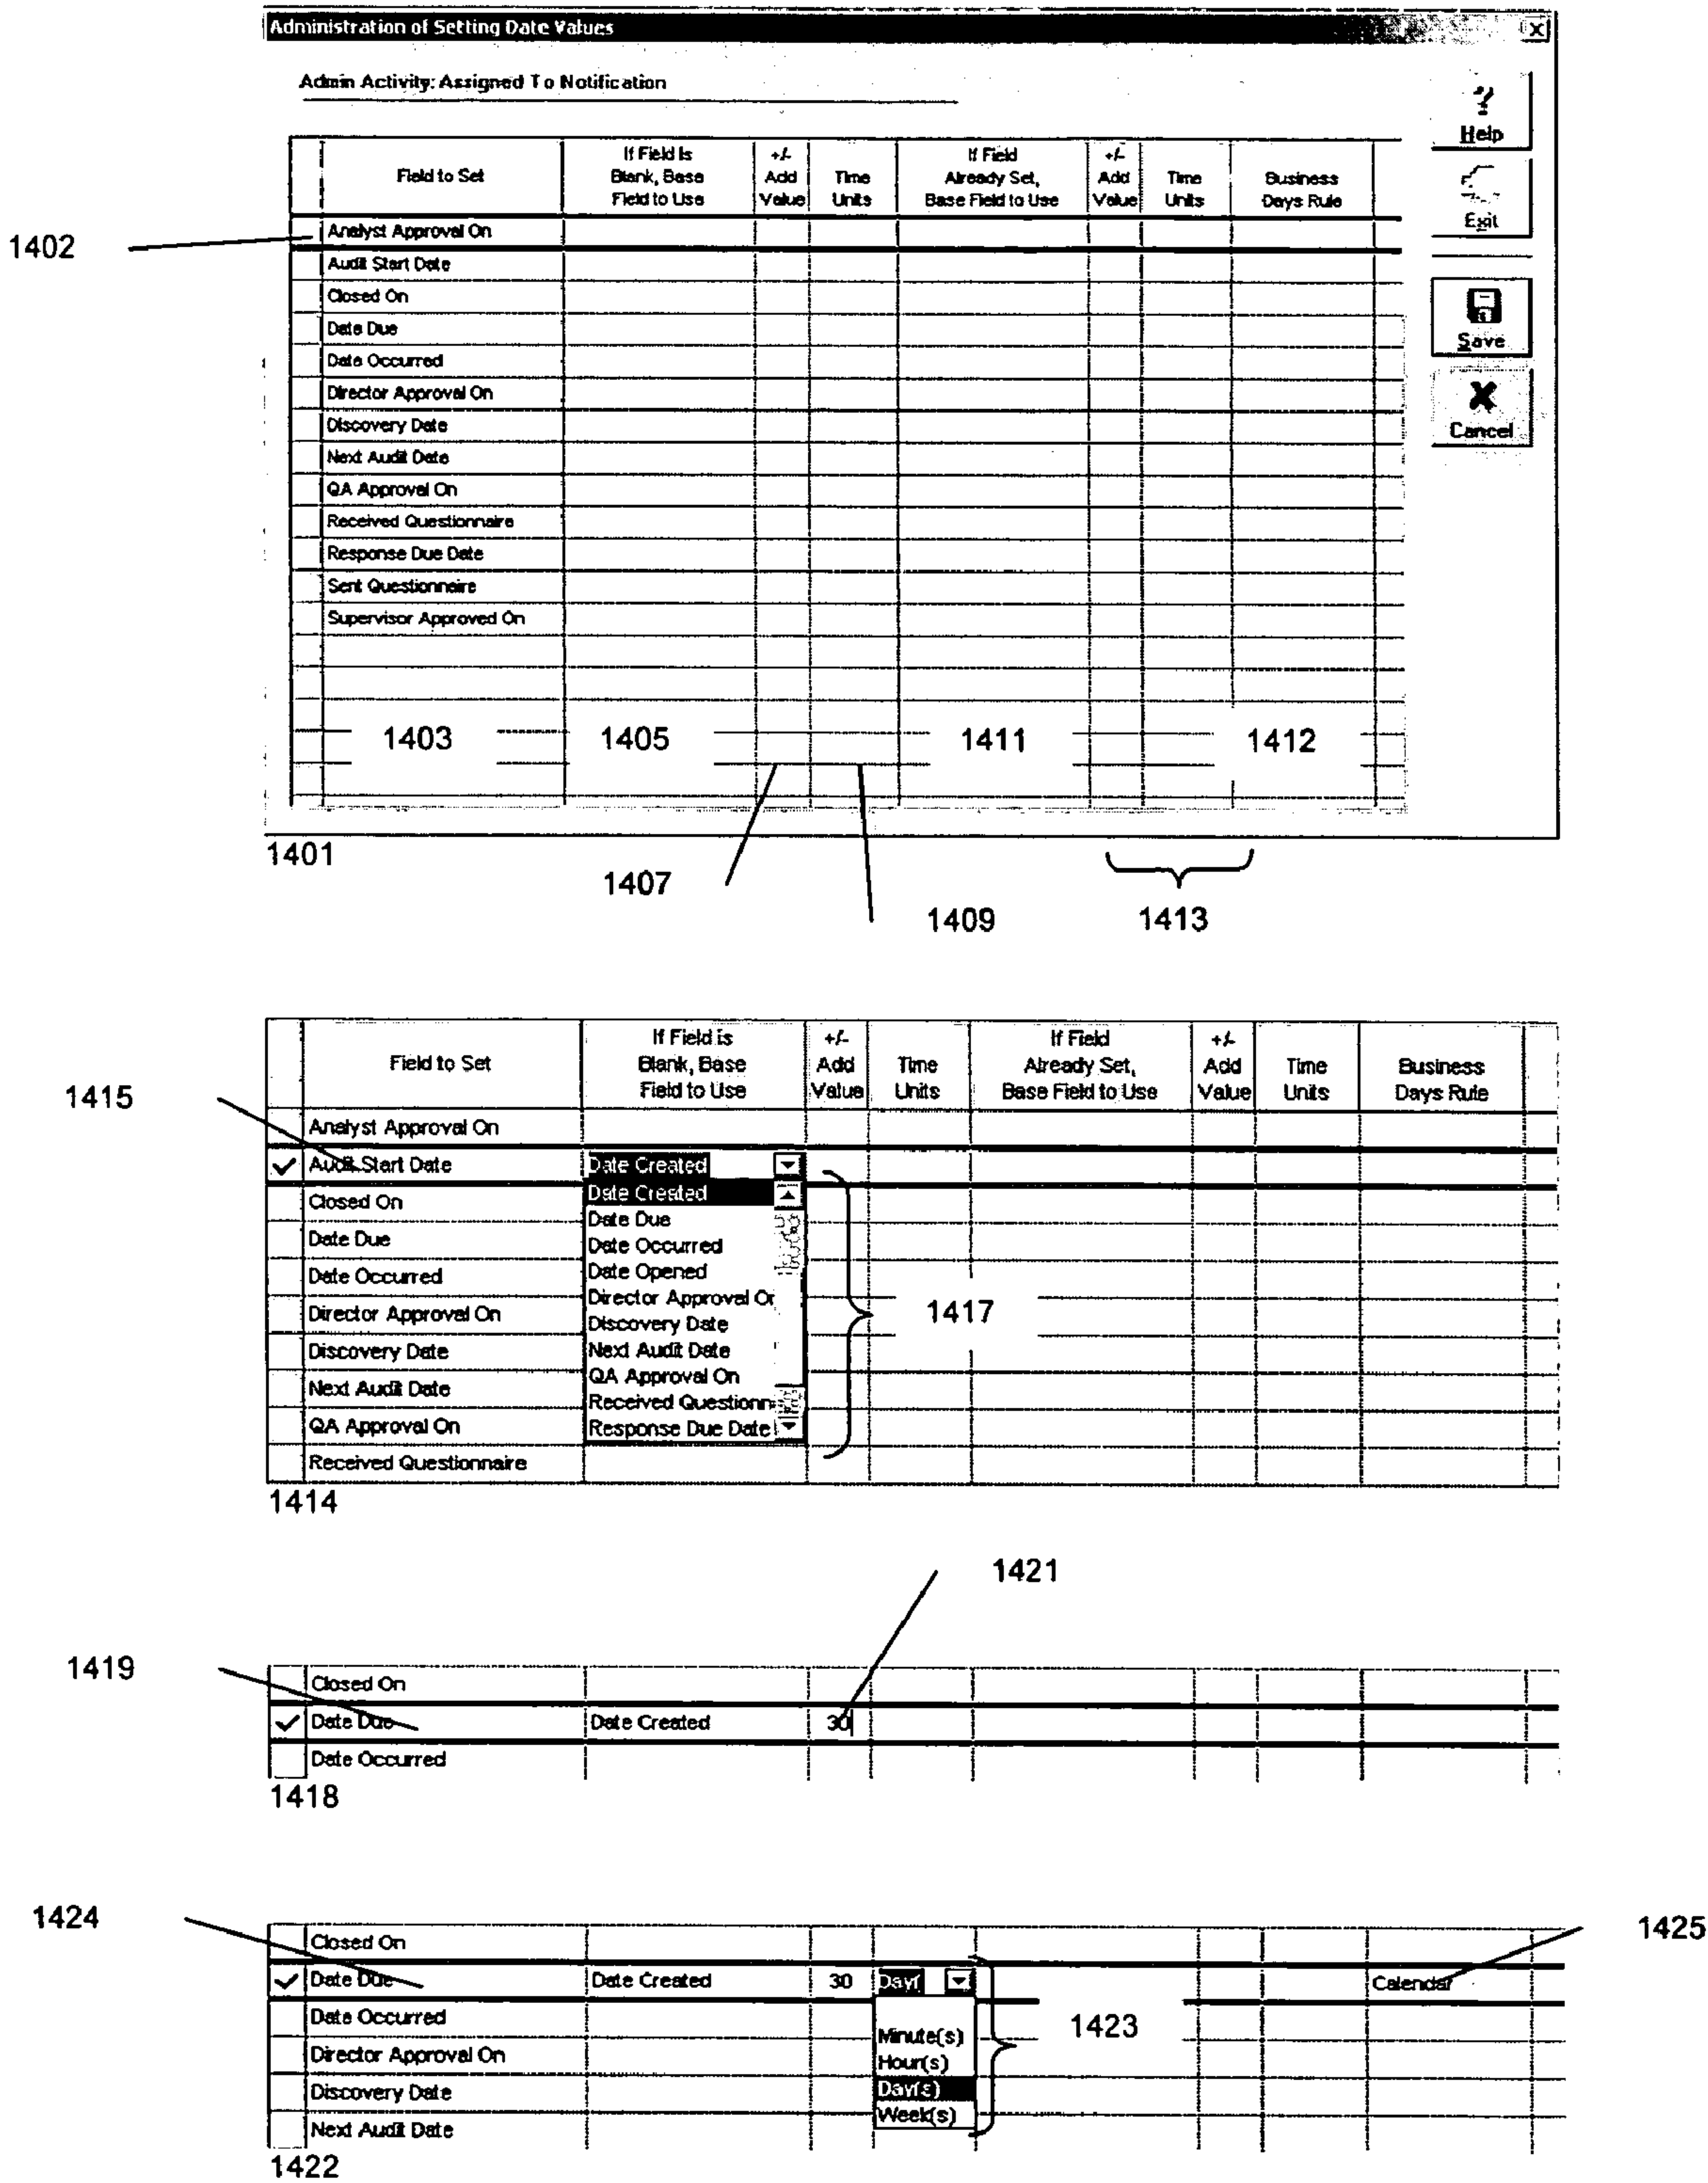 Administration of Setting Date Values
Admin Activity: Assigned To Notification
Help
Exit
Save
Cancel
Field to Set
If Field Is Blank, Base Field to Use
+/- Add Value
Time Units
If Field Already Set, Base Field to Use
+/- Add Value
Time Units
Business Days Rule
1402
Analyst Approval On
Audit Start Date
Closed On
Date Due
Date Occurred
Director Approval On
Discovery Date
Next Audit Date
QA Approval On
Received Questionnaire
Response Due Date
Sent Questionnaire
Supervisor Approved On
1403 1405 1411 1412
1401
1407
1409
1413
Field to Set
If Field is Blank, Base Field to Use
+/- Add Value
Time Units
If Field Already Set, Base Field to Use
+/- Add Value
Time Units
Business Days Rule
1415
Analyst Approval On
Audit Start Date
Closed On
Date Due
Date Occurred
Director Approval On
Discovery Date
Next Audit Date
QA Approval On
Received Questionnaire
Date Created
Date Created
Date Due
Date Occurred
Date Opened
Director Approval Or
Discovery Date
Next Audit Date
QA Approval On
Received Questionn
Response Due Date
1417
1414
1421
1419
Closed On
Date Due Date Created 30
Date Occurred
1418
1424
1425
Closed On
Date Due Date Created 30 Day( Calendar
Date Occurred
Director Approval On
Discovery Date
Next Audit Date
Minute(s)
Hour(s)
Day(s)
Week(s)
1423
1422